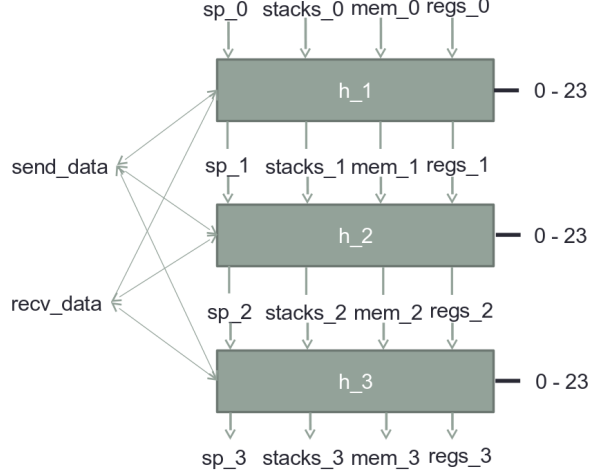 sp_0 stacks_0 mem_0 regs_0
h_1 0 - 23
send_data sp_1 stacks_1 mem_1 regs_1
h_2 0 - 23
recv_data sp_2 stacks_2 mem_2 regs_2
h_3 0 - 23
sp_3 stacks_3 mem_3 regs_3